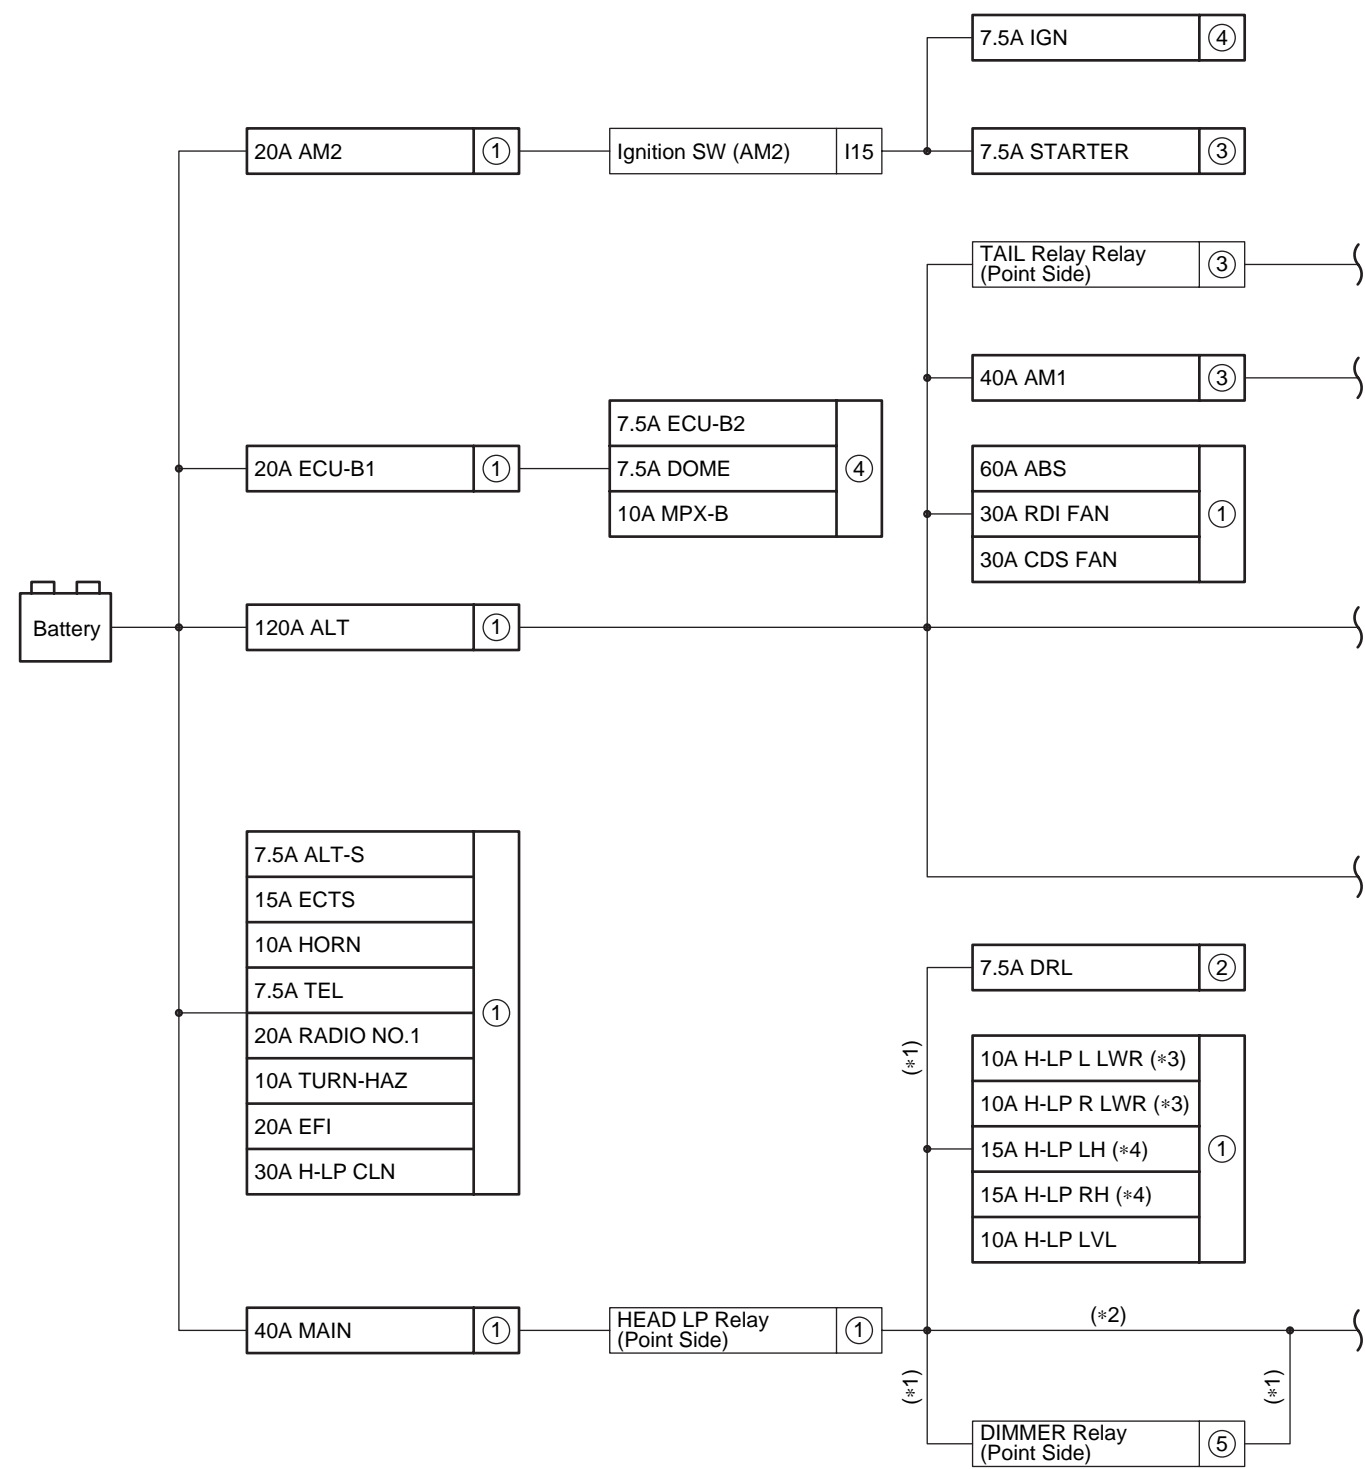 7.5A IGN ④
20A AM2 ①
Ignition SW (AM2) I15
7.5A STARTER ③
TAIL Relay Relay
(Point Side) ③
40A AM1 ③
7.5A ECU-B2
20A ECU-B1 ①
7.5A DOME ④
10A MPX-B
60A ABS
30A RDI FAN ①
30A CDS FAN
Battery
120A ALT ①
7.5A ALT-S
15A ECTS
10A HORN
7.5A TEL
①
20A RADIO NO.1
10A TURN-HAZ
20A EFI
30A H-LP CLN
7.5A DRL ②
(∗1)
10A H-LP L LWR (∗3)
10A H-LP R LWR (∗3)
15A H-LP LH (∗4) ①
15A H-LP RH (∗4)
10A H-LP LVL
40A MAIN ①
HEAD LP Relay
(Point Side) ①
(∗2)
(∗1)
(∗1)
DIMMER Relay
(Point Side) ⑤